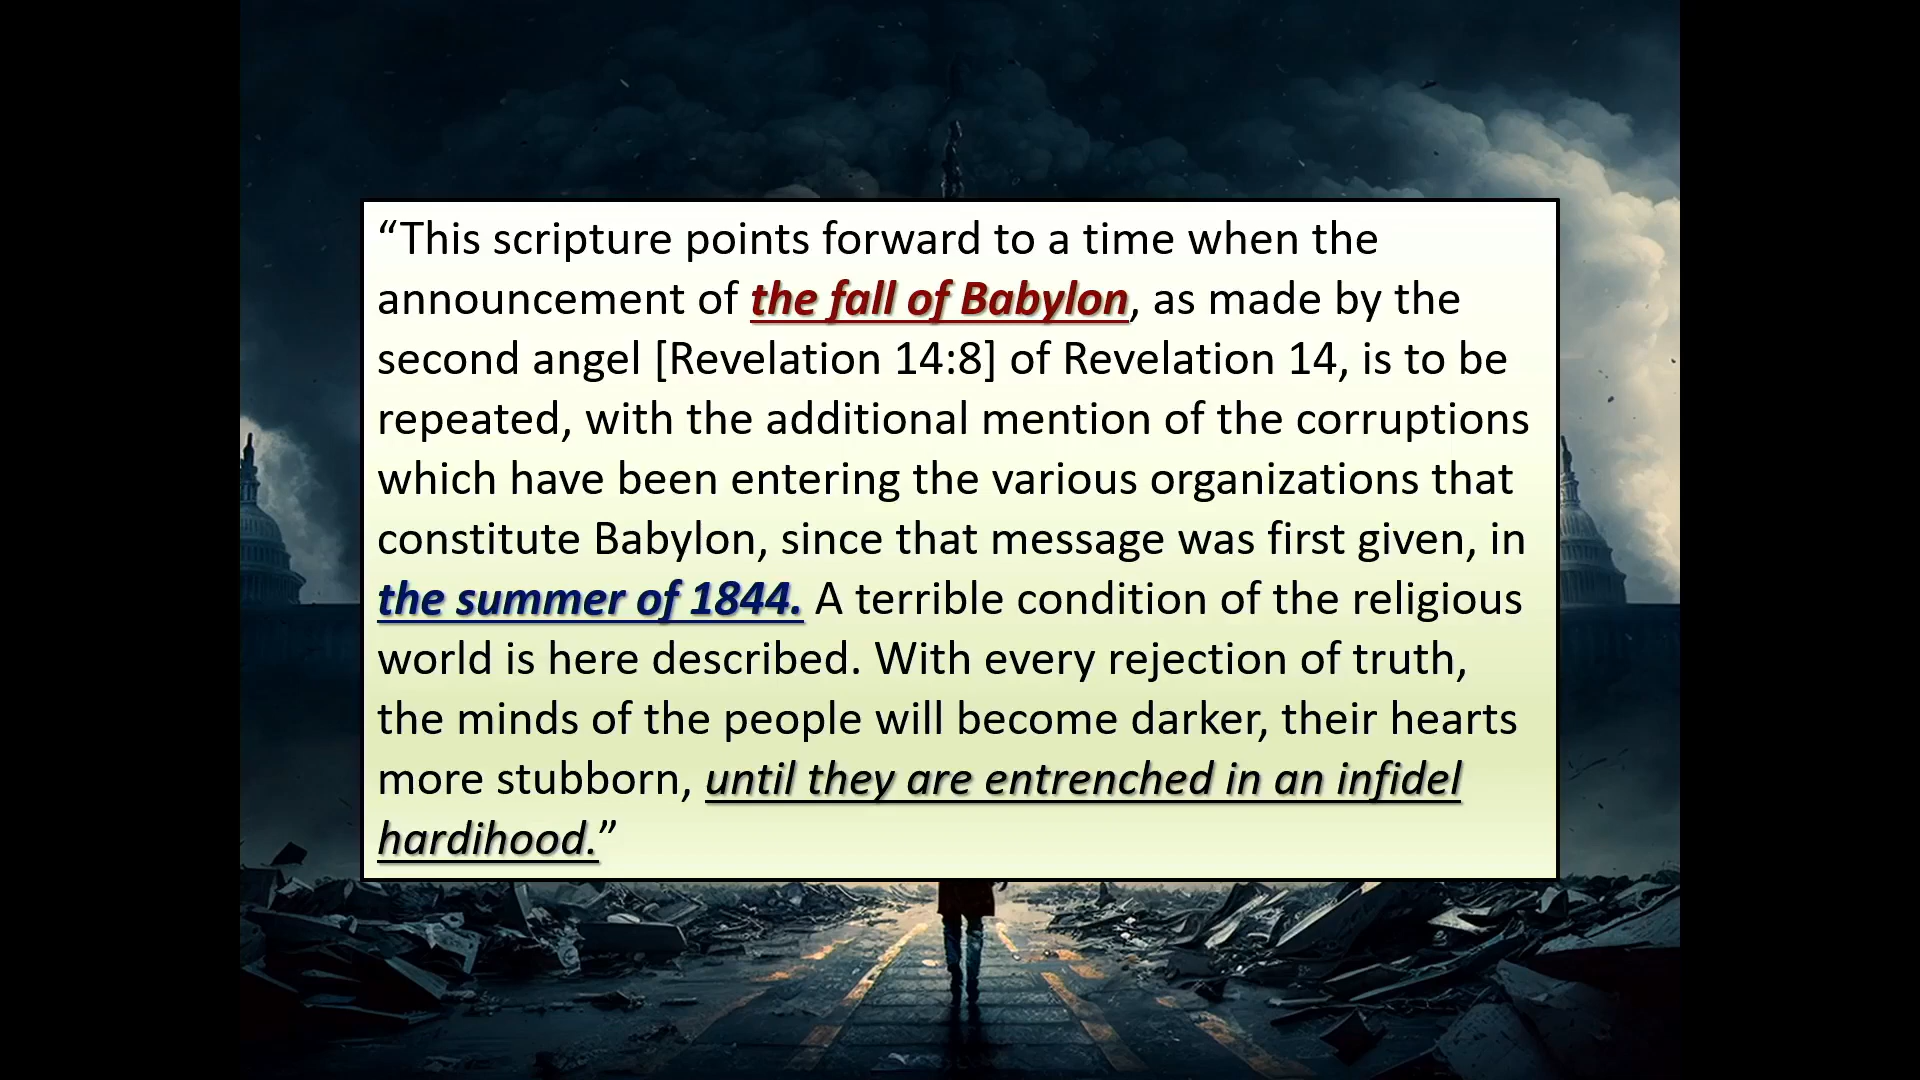 “This scripture points forward to a time when the
announcement of the fall of Babylon, as made by the
second angel [Revelation 14:8] of Revelation 14, is to be
repeated, with the additional mention of the corruptions
which have been entering the various organizations that
constitute Babylon, since that message was first given, in
the summer of 1844. A terrible condition of the religious
world is here described. With every rejection of truth,
the minds of the people will become darker, their hearts
more stubborn, until they are entrenched in an infidel
hardihood.”